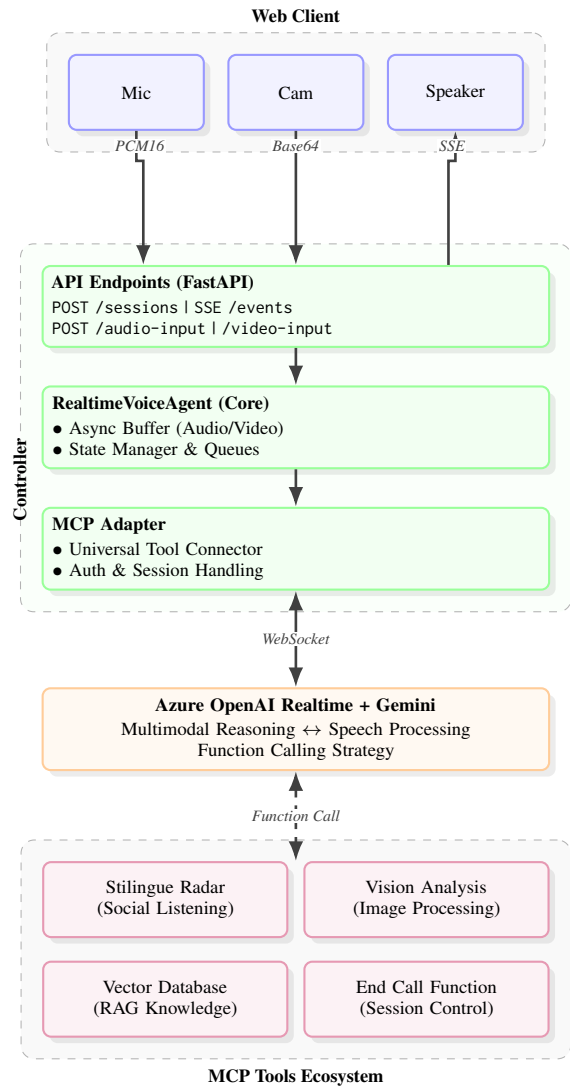 Web Client
Mic
Cam
Speaker
PCM16
Base64
SSE
API Endpoints (FastAPI)
POST /sessions | SSE /events
POST /audio-input | /video-input
RealtimeVoiceAgent (Core)
● Async Buffer (Audio/Video)
● State Manager & Queues
Controller
MCP Adapter
● Universal Tool Connector
● Auth & Session Handling
WebSocket
Azure OpenAI Realtime + Gemini
Multimodal Reasoning ↔ Speech Processing
Function Calling Strategy
Function Call
Stilingue Radar
(Social Listening)
Vision Analysis
(Image Processing)
Vector Database
(RAG Knowledge)
End Call Function
(Session Control)
MCP Tools Ecosystem